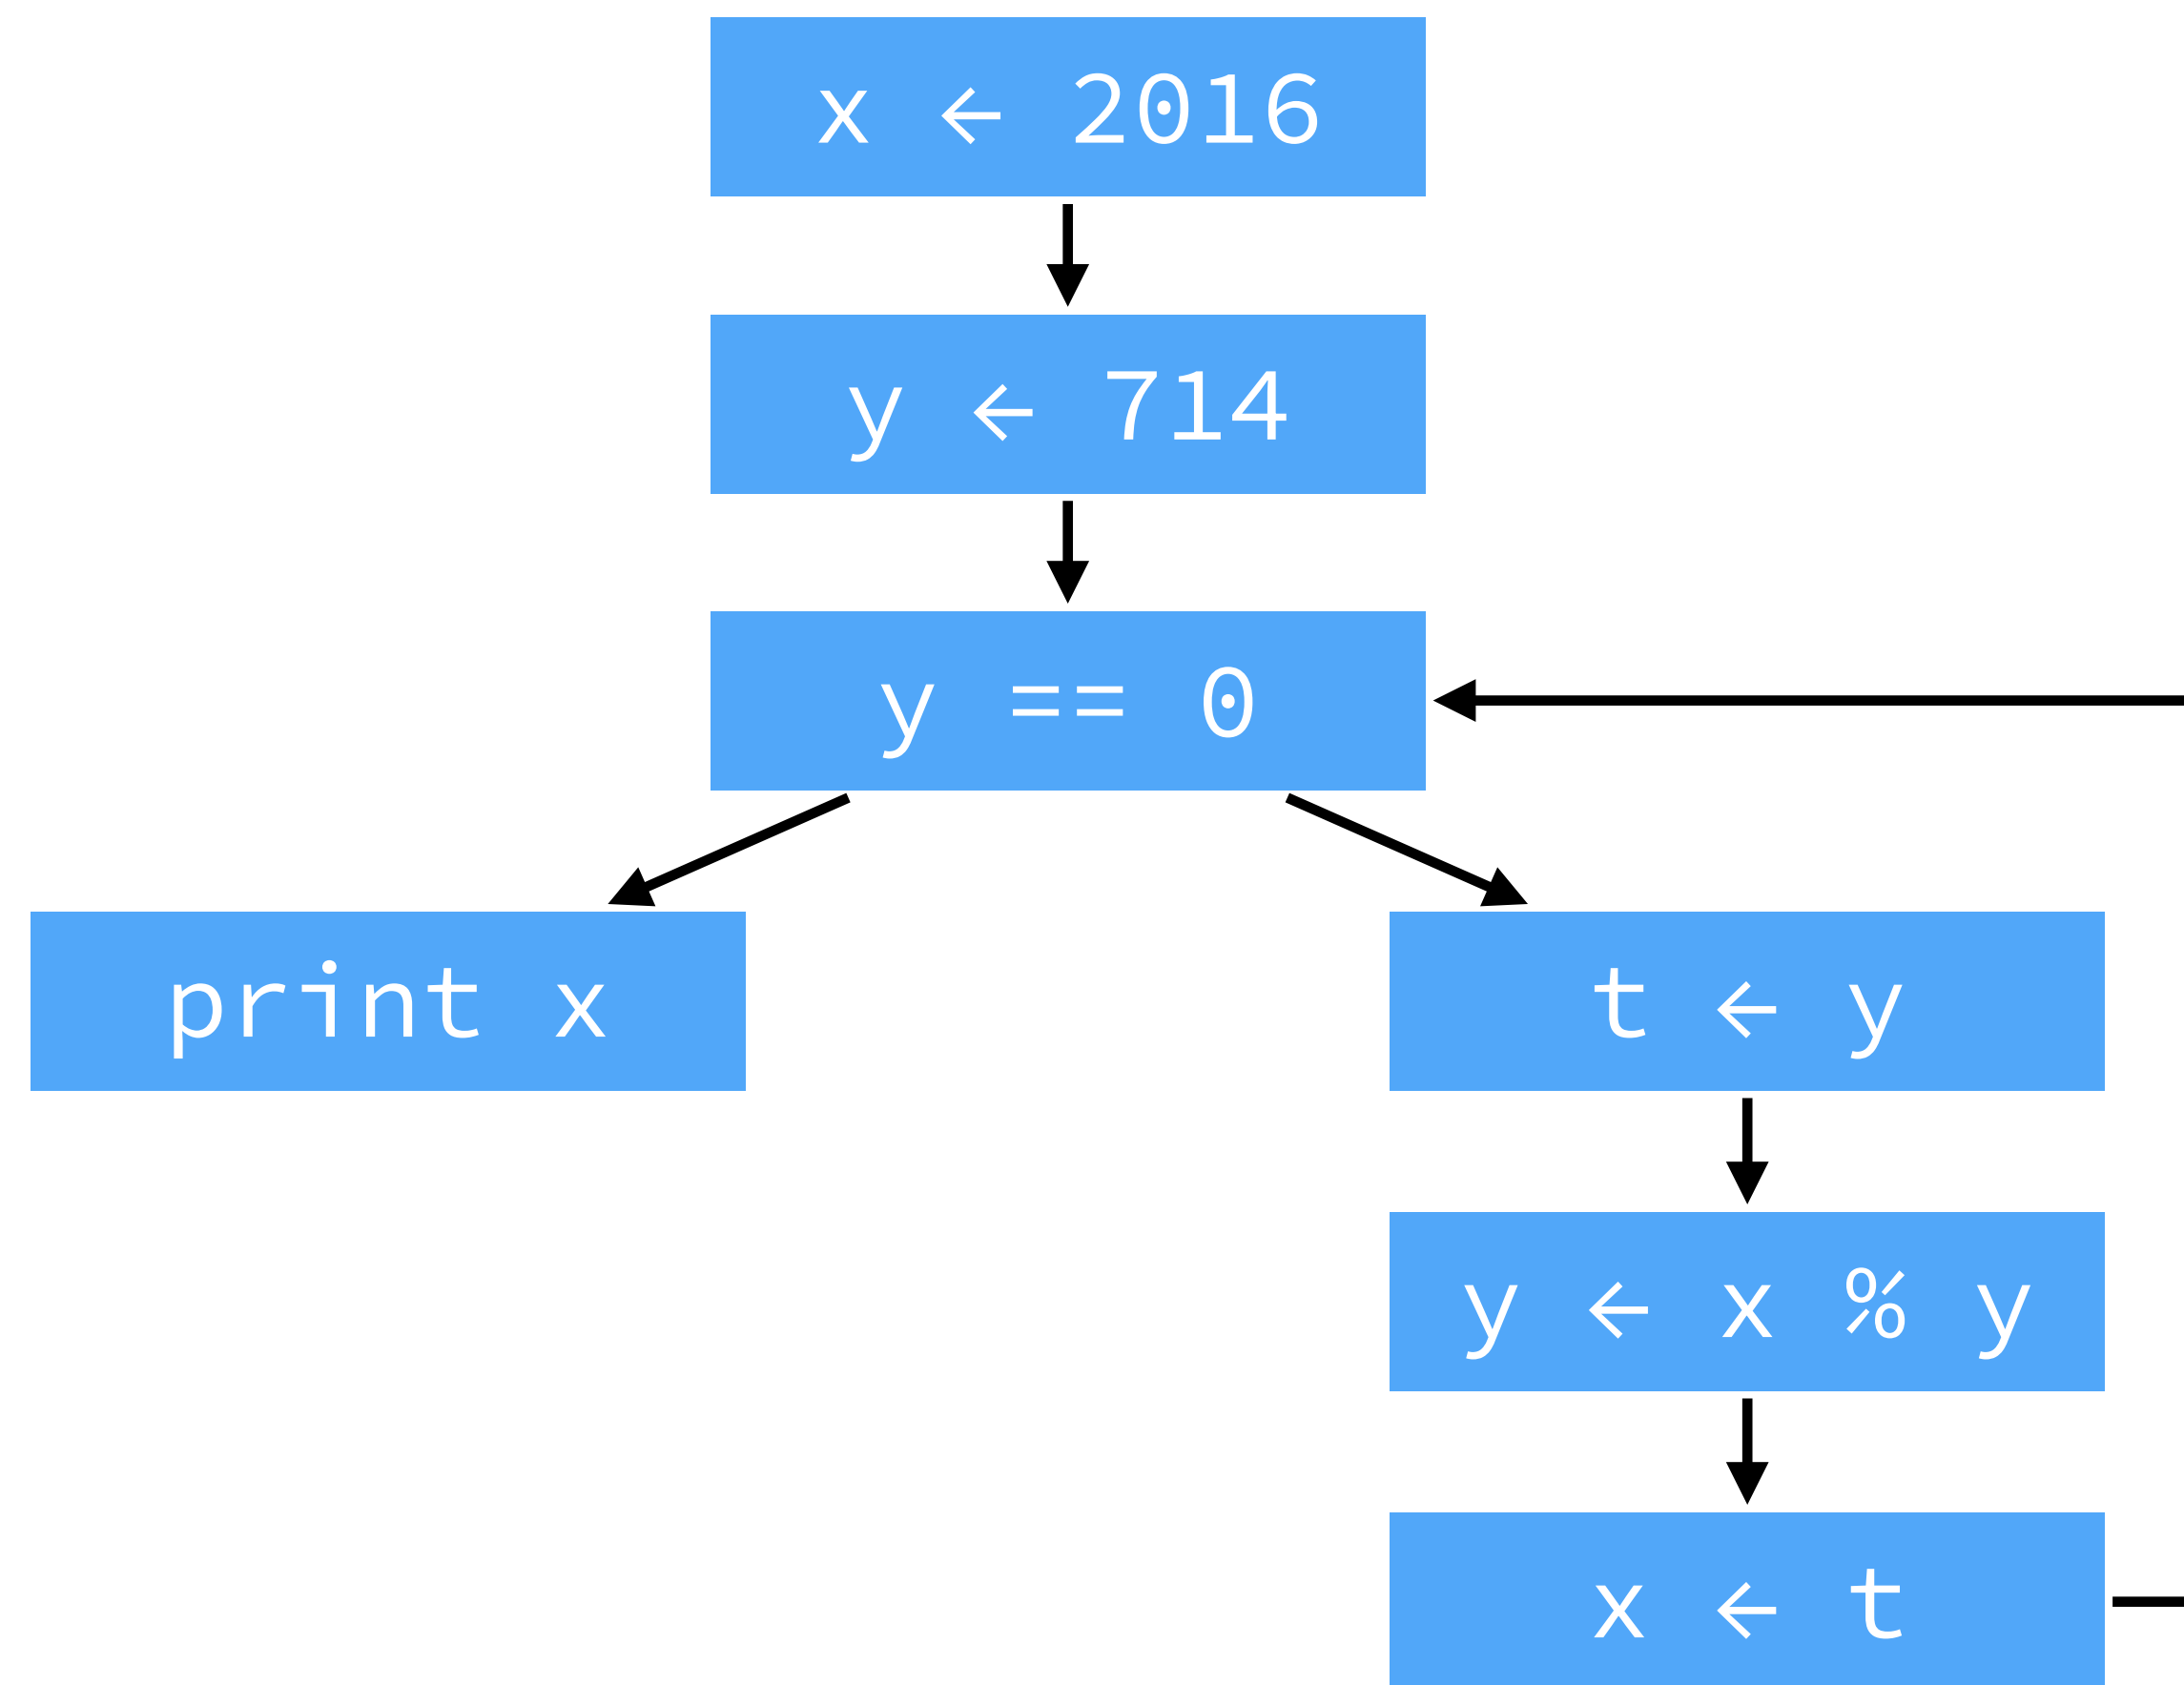 x ← 2016
y ← 714
y == 0
print x
t ← y
y ← x % y
x ← t